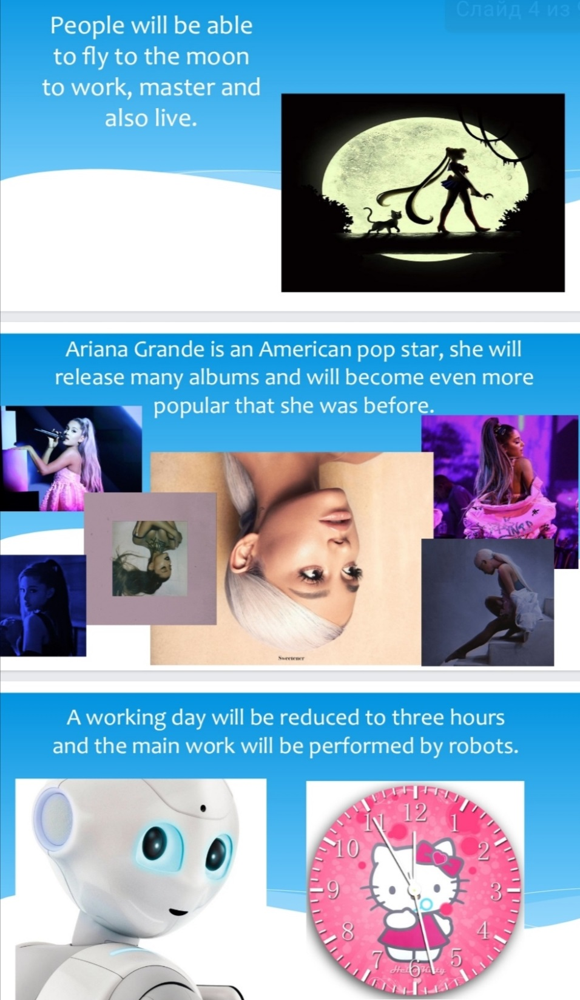 Слайд 4 из
People will be able
to fly to the moon
to work, master and
also live.
Ariana Grande is an American pop star, she will
release many albums and will become even more
popular that she was before.
Sweetener
A working day will be reduced to three hours
and the main work will be performed by robots.
12
11
1
10
2
9
3
8
4
7
6
5
Hello Kitty